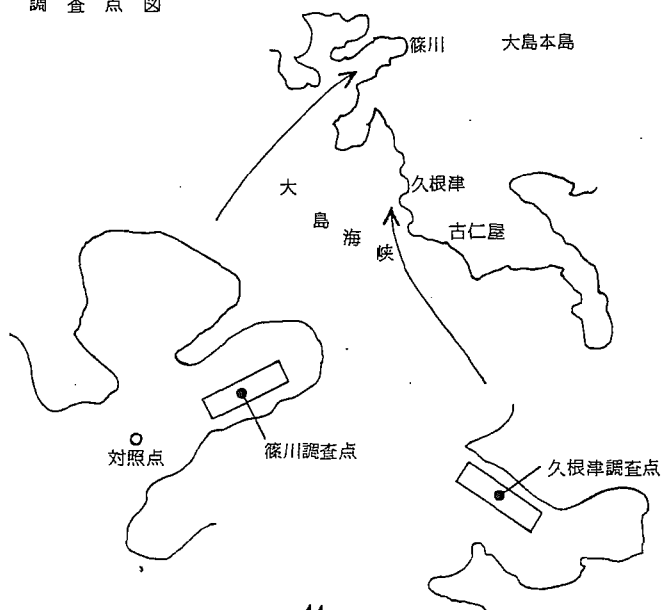 調査点図
篠川
大島本島
大島海峡
久根津
古仁屋
対照点
篠川調査点
久根津調査点